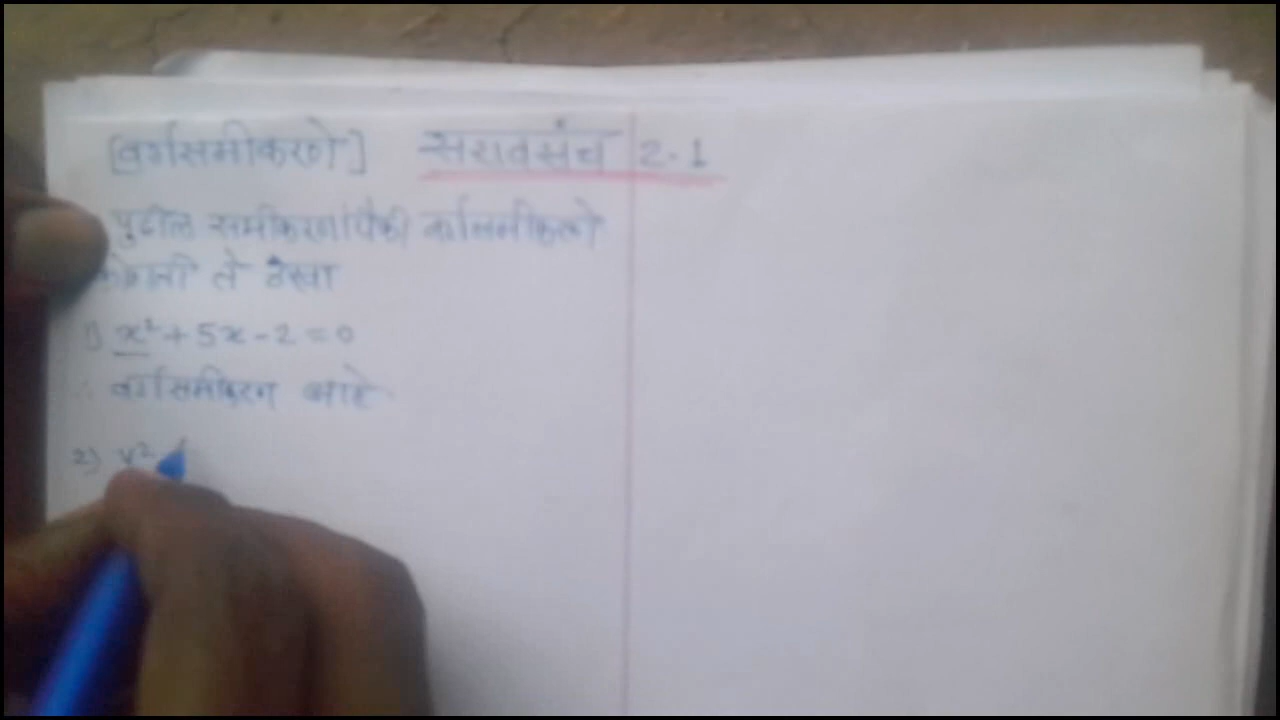 [वर्गसमीकरणे] सरावसंच 2.1
पुढील समीकरणांपैकी वर्गसमीकरणे
कोणती ते ठरवा
1) x² + 5x - 2 = 0
∴ वर्गसमीकरण आहे.
2) y²